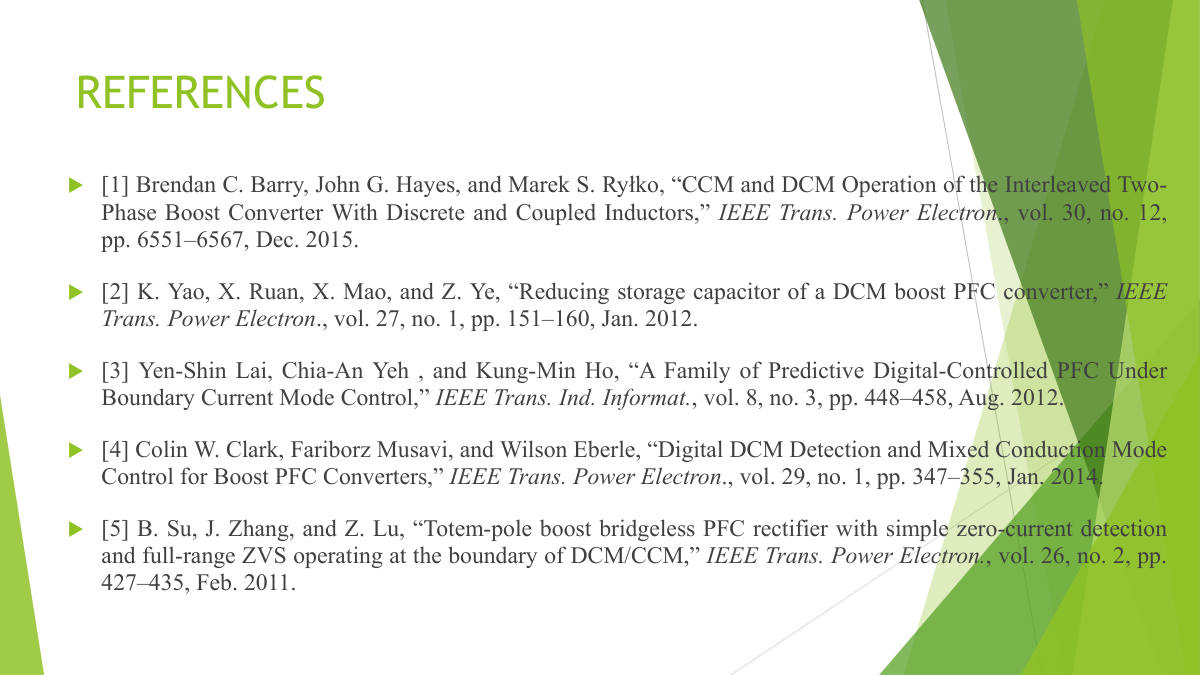 REFERENCES
[1] Brendan C. Barry, John G. Hayes, and Marek S. Ryłko, “CCM and DCM Operation of the Interleaved Two-
Phase Boost Converter With Discrete and Coupled Inductors,” IEEE Trans. Power Electron., vol. 30, no. 12,
pp. 6551–6567, Dec. 2015.
[2] K. Yao, X. Ruan, X. Mao, and Z. Ye, “Reducing storage capacitor of a DCM boost PFC converter,” IEEE
Trans. Power Electron., vol. 27, no. 1, pp. 151–160, Jan. 2012.
[3] Yen-Shin Lai, Chia-An Yeh , and Kung-Min Ho, “A Family of Predictive Digital-Controlled PFC Under
Boundary Current Mode Control,” IEEE Trans. Ind. Informat., vol. 8, no. 3, pp. 448–458, Aug. 2012.
[4] Colin W. Clark, Fariborz Musavi, and Wilson Eberle, “Digital DCM Detection and Mixed Conduction Mode
Control for Boost PFC Converters,” IEEE Trans. Power Electron., vol. 29, no. 1, pp. 347–355, Jan. 2014.
[5] B. Su, J. Zhang, and Z. Lu, “Totem-pole boost bridgeless PFC rectifier with simple zero-current detection
and full-range ZVS operating at the boundary of DCM/CCM,” IEEE Trans. Power Electron., vol. 26, no. 2, pp.
427–435, Feb. 2011.